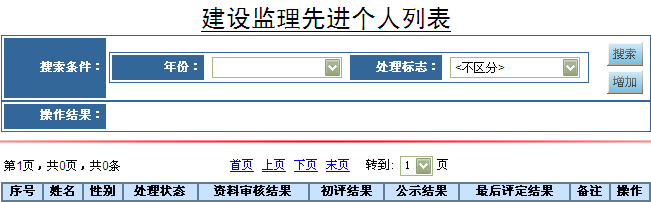 建设监理先进个人列表
搜索条件： 年份： 处理标志： <不区分> 搜索
增加
操作结果：
第1页，共0页，共0条 首页 上页 下页 末页 转到: 1 页
序号 姓名 性别 处理状态 资料审核结果 初评结果 公示结果 最后评定结果 备注 操作